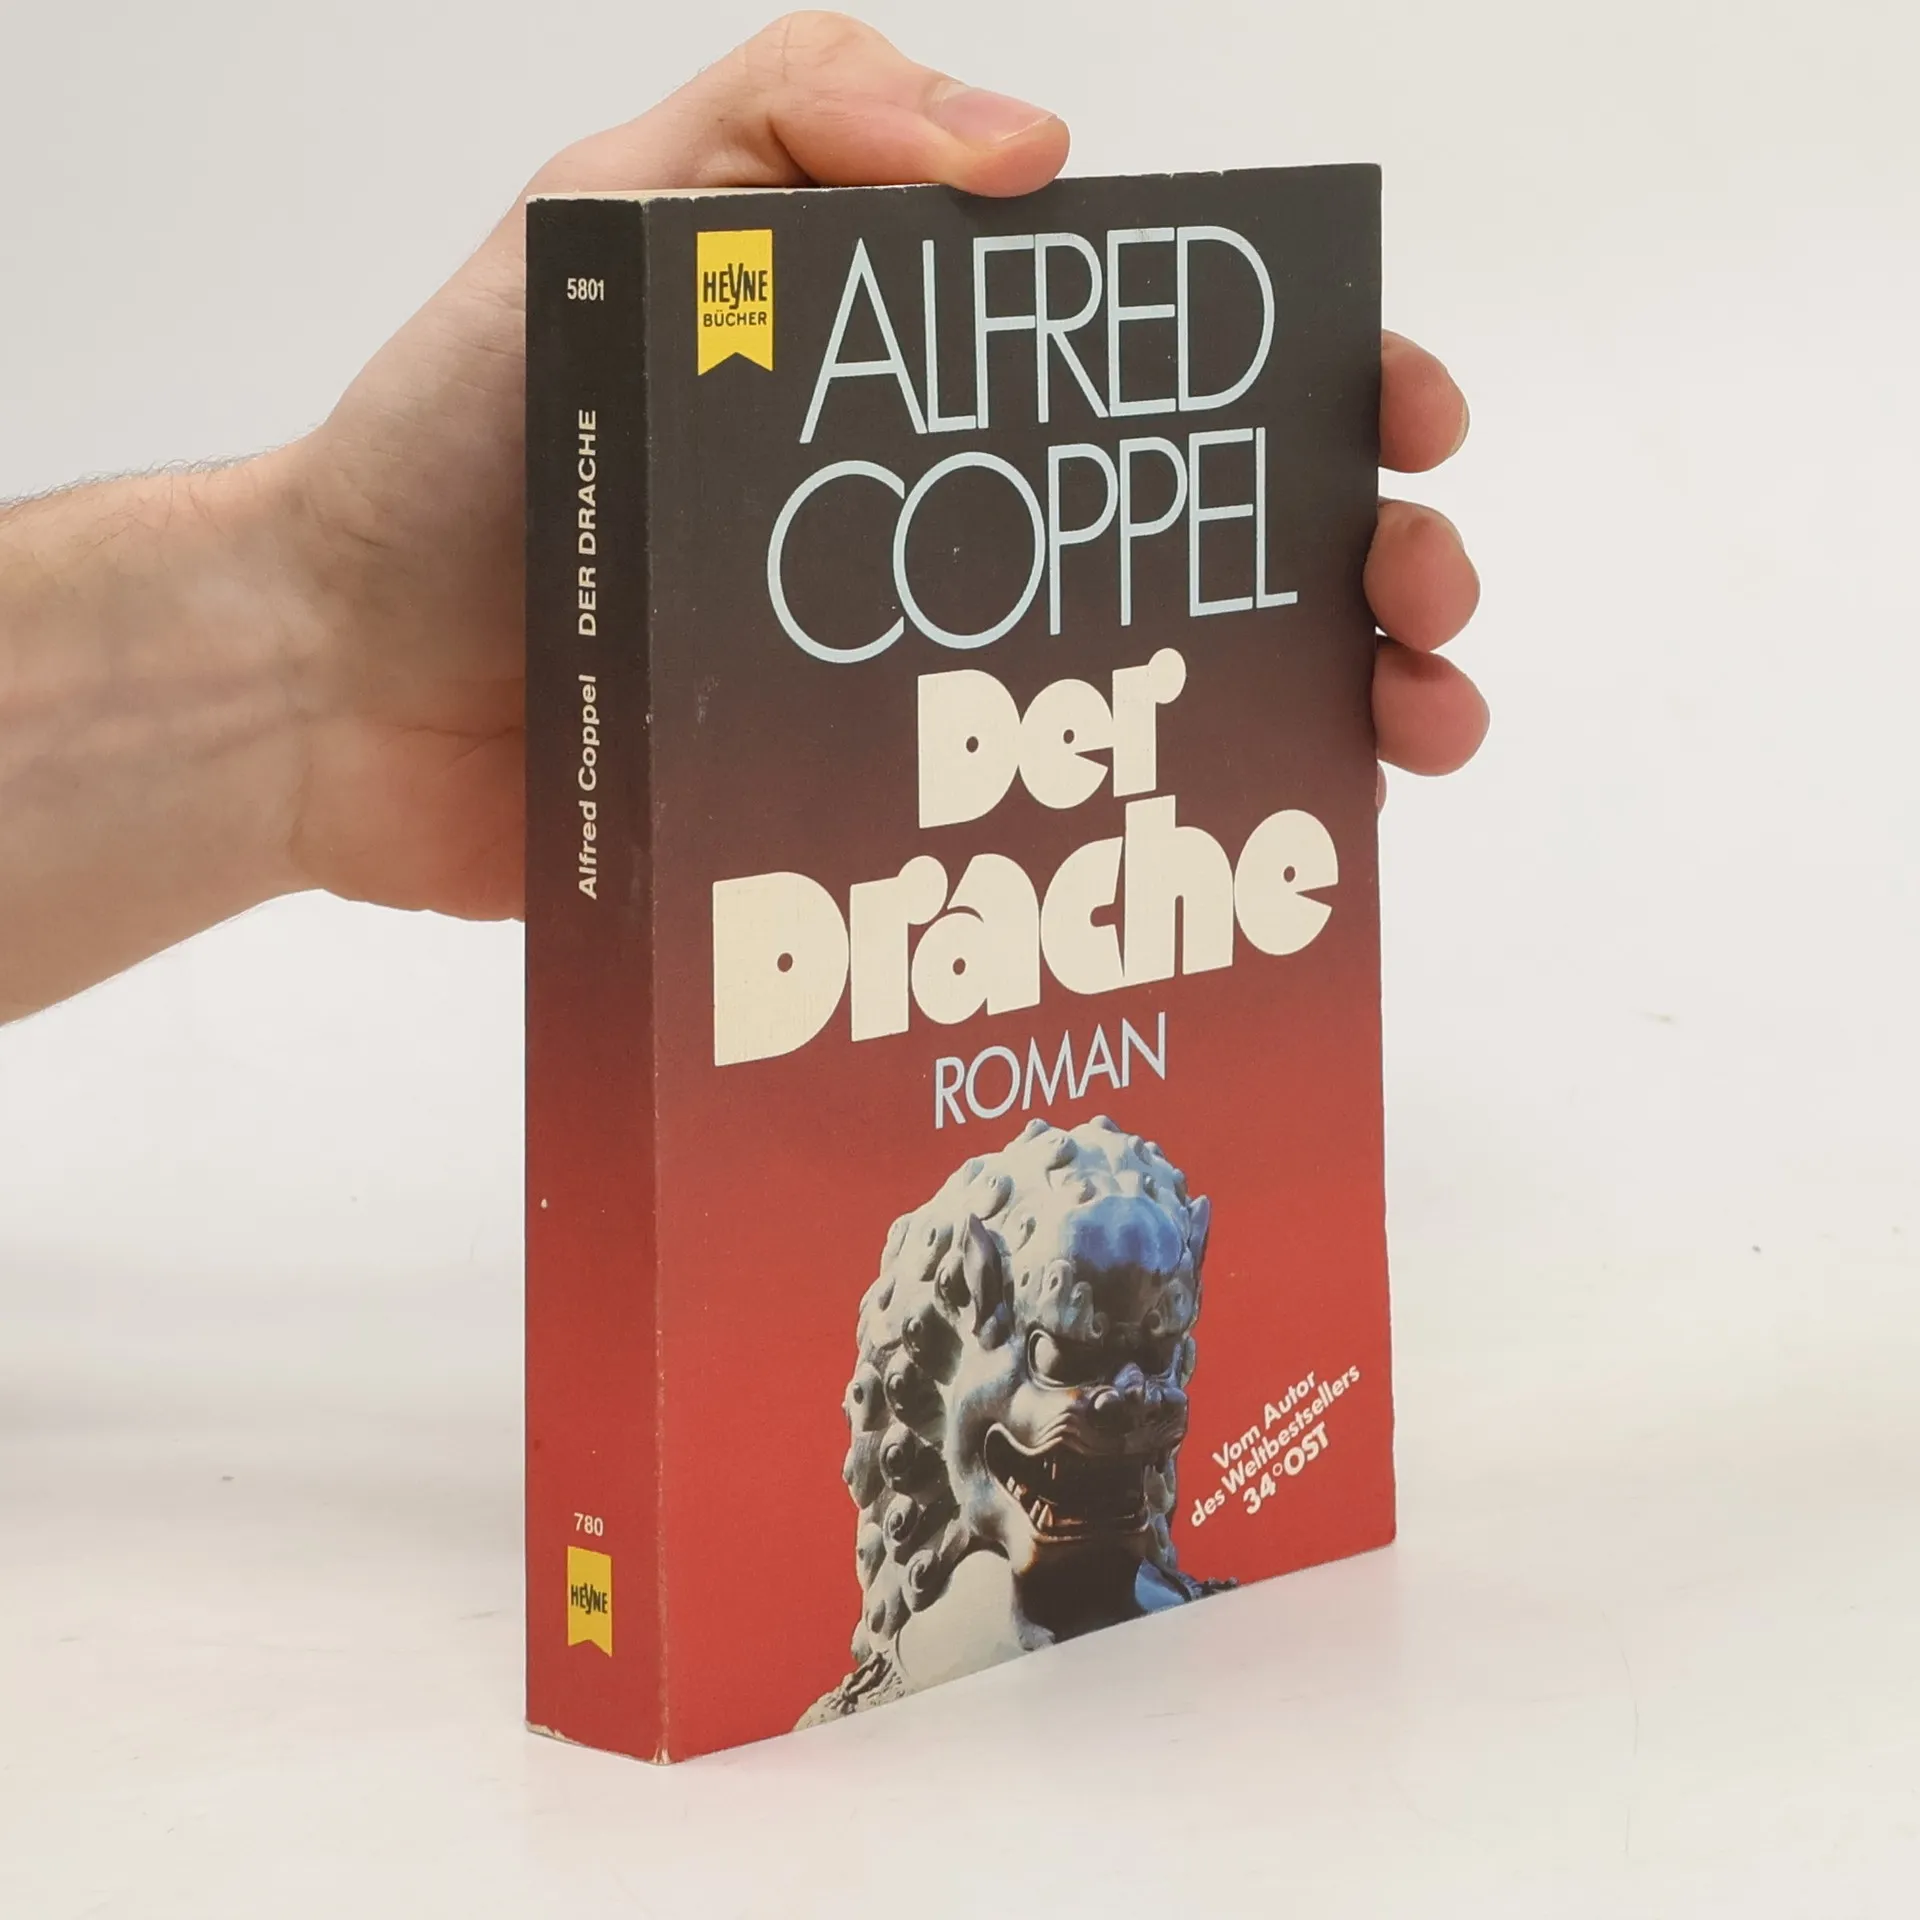 5801
Alfred Coppel DER DRACHE
780
HEYNE
HEYNE
BÜCHER
ALFRED
COPPEL
Der
Drache
ROMAN
Vom Autor
des Weltbestsellers
34° OST